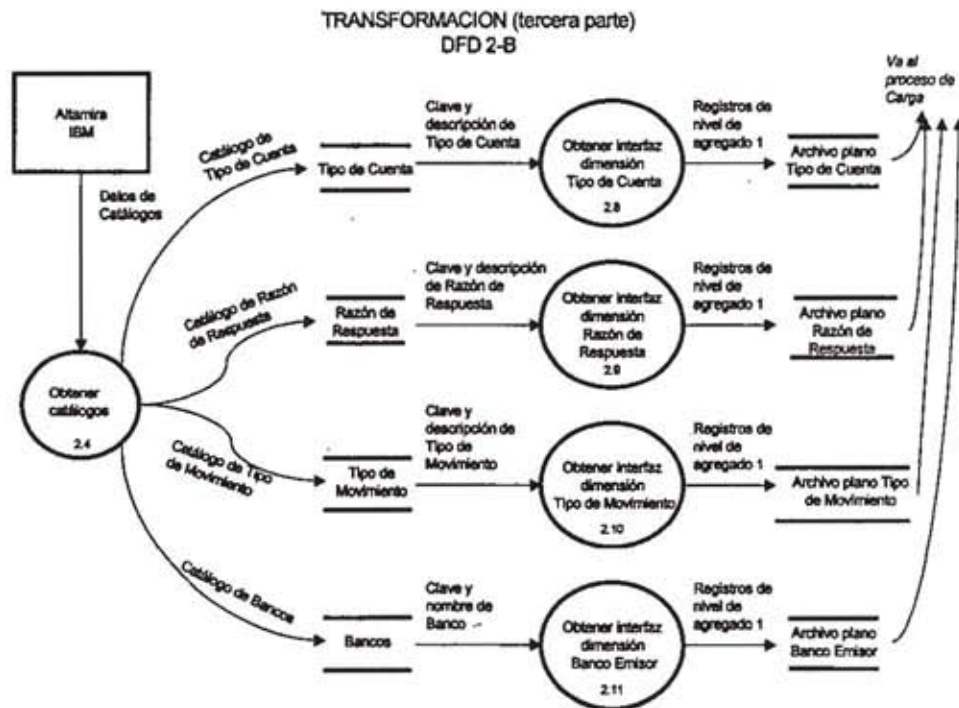 TRANSFORMACION (tercera parte)
DFD 2-B
Va al
proceso de
Carga
Altamira
IBM
Datos de
Catálogos
Obtener
catálogos
2.4
Catálogo de
Tipo de Cuenta
Tipo de Cuenta
Clave y
descripción de
Tipo de Cuenta
Obtener interfaz
dimensión
Tipo de Cuenta
2.8
Registros de
nivel de
agregado 1
Archivo plano
Tipo de Cuenta
Catálogo de Razón
de Respuesta
Razón de
Respuesta
Clave y descripción
de Razón de
Respuesta
Obtener interfaz
dimensión
Razón de
Respuesta
2.9
Registros de
nivel de
agregado 1
Archivo plano
Razón de
Respuesta
Catálogo de Tipo
de Movimiento
Tipo de
Movimiento
Clave y
descripción de
Tipo de
Movimiento
Obtener interfaz
dimensión
Tipo de Movimiento
2.10
Registros de
nivel de
agregado 1
Archivo plano Tipo
de Movimiento
Catálogo de Bancos
Bancos
Clave y
nombre de
Banco
Obtener interfaz
dimensión
Banco Emisor
2.11
Registros de
nivel de
agregado 1
Archivo plano
Banco Emisor